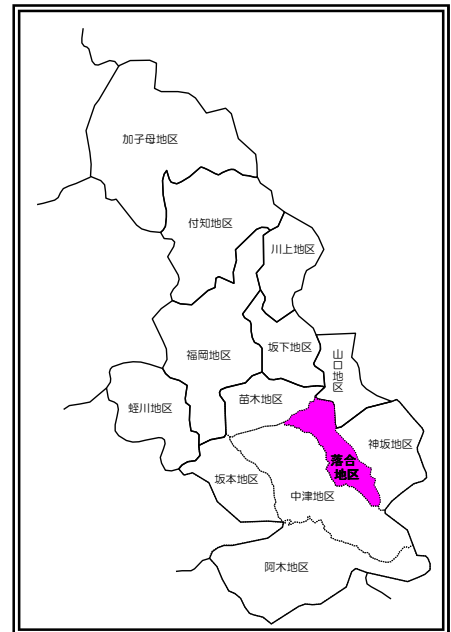 加子母地区
付知地区
川上地区
福岡地区
坂下地区
山口地区
苗木地区
蛭川地区
神坂地区
落合
地区
坂本地区
中津地区
阿木地区